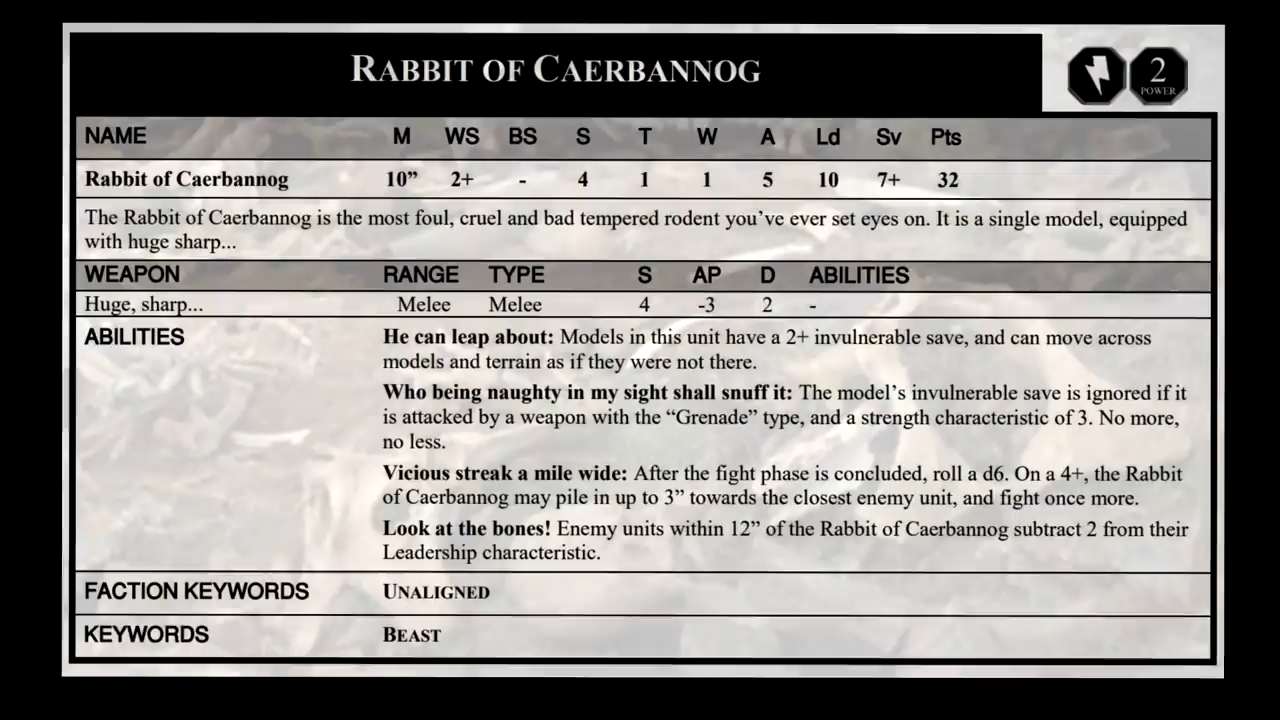 RABBIT OF CAERBANNOG
2
POWER
NAME M WS BS S T W A Ld Sv Pts
Rabbit of Caerbannog 10” 2+ - 4 1 1 5 10 7+ 32
The Rabbit of Caerbannog is the most foul, cruel and bad tempered rodent you’ve ever set eyes on. It is a single model, equipped
with huge sharp...
WEAPON RANGE TYPE S AP D ABILITIES
Huge, sharp... Melee Melee 4 -3 2 -
ABILITIES He can leap about: Models in this unit have a 2+ invulnerable save, and can move across
models and terrain as if they were not there.
Who being naughty in my sight shall snuff it: The model’s invulnerable save is ignored if it
is attacked by a weapon with the “Grenade” type, and a strength characteristic of 3. No more,
no less.
Vicious streak a mile wide: After the fight phase is concluded, roll a d6. On a 4+, the Rabbit
of Caerbannog may pile in up to 3” towards the closest enemy unit, and fight once more.
Look at the bones! Enemy units within 12” of the Rabbit of Caerbannog subtract 2 from their
Leadership characteristic.
FACTION KEYWORDS UNALIGNED
KEYWORDS BEAST